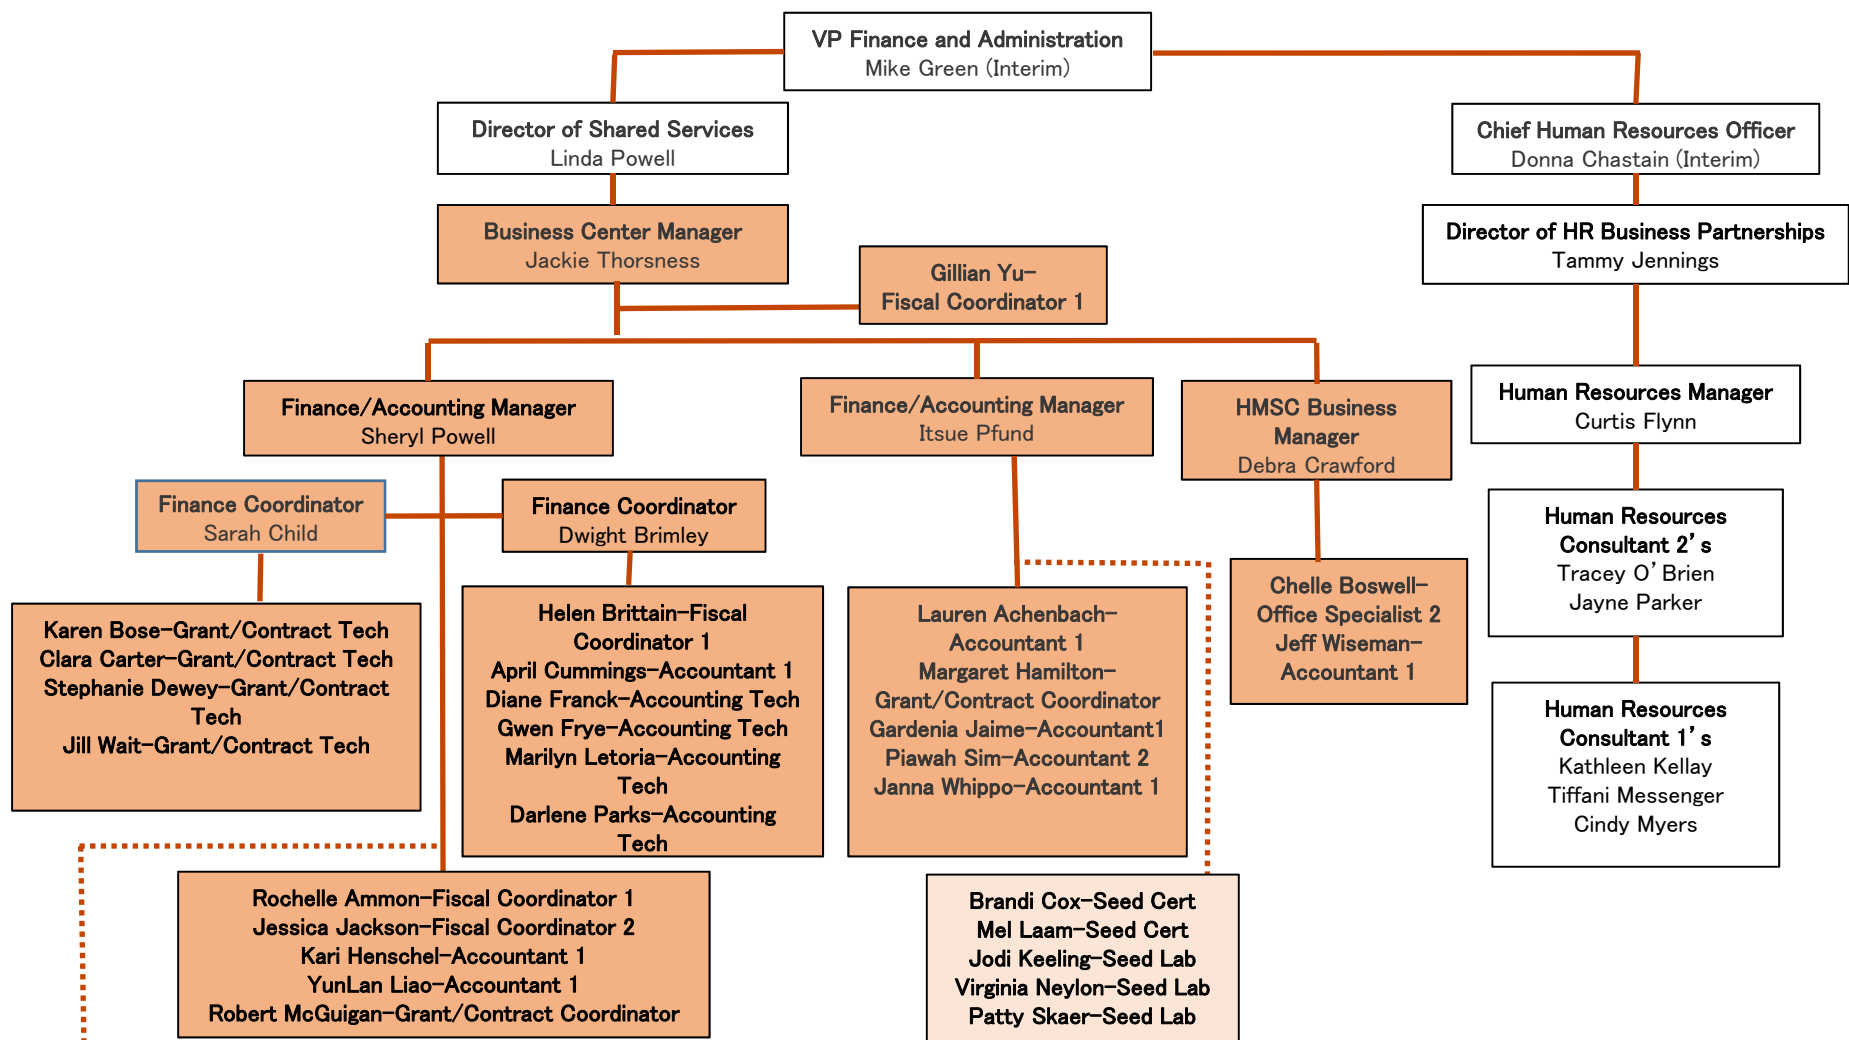 VP Finance and Administration
Mike Green (Interim)
Director of Shared Services
Linda Powell
Chief Human Resources Officer
Donna Chastain (Interim)
Business Center Manager
Jackie Thorsness
Director of HR Business Partnerships
Tammy Jennings
Gillian Yu-
Fiscal Coordinator 1
Finance/Accounting Manager
Sheryl Powell
Finance/Accounting Manager
Itsue Pfund
HMSC Business
Manager
Debra Crawford
Human Resources Manager
Curtis Flynn
Finance Coordinator
Sarah Child
Finance Coordinator
Dwight Brimley
Human Resources
Consultant 2's
Tracey O'Brien
Jayne Parker
Karen Bose-Grant/Contract Tech
Clara Carter-Grant/Contract Tech
Stephanie Dewey-Grant/Contract
Tech
Jill Wait-Grant/Contract Tech
Helen Brittain-Fiscal
Coordinator 1
April Cummings-Accountant 1
Diane Franck-Accounting Tech
Gwen Frye-Accounting Tech
Marilyn Letoria-Accounting
Tech
Darlene Parks-Accounting
Tech
Lauren Achenbach-
Accountant 1
Margaret Hamilton-
Grant/Contract Coordinator
Gardenia Jaime-Accountant1
Piawah Sim-Accountant 2
Janna Whippo-Accountant 1
Chelle Boswell-
Office Specialist 2
Jeff Wiseman-
Accountant 1
Human Resources
Consultant 1's
Kathleen Kellay
Tiffani Messenger
Cindy Myers
Rochelle Ammon-Fiscal Coordinator 1
Jessica Jackson-Fiscal Coordinator 2
Kari Henschel-Accountant 1
YunLan Liao-Accountant 1
Robert McGuigan-Grant/Contract Coordinator
Brandi Cox-Seed Cert
Mel Laam-Seed Cert
Jodi Keeling-Seed Lab
Virginia Neylon-Seed Lab
Patty Skaer-Seed Lab